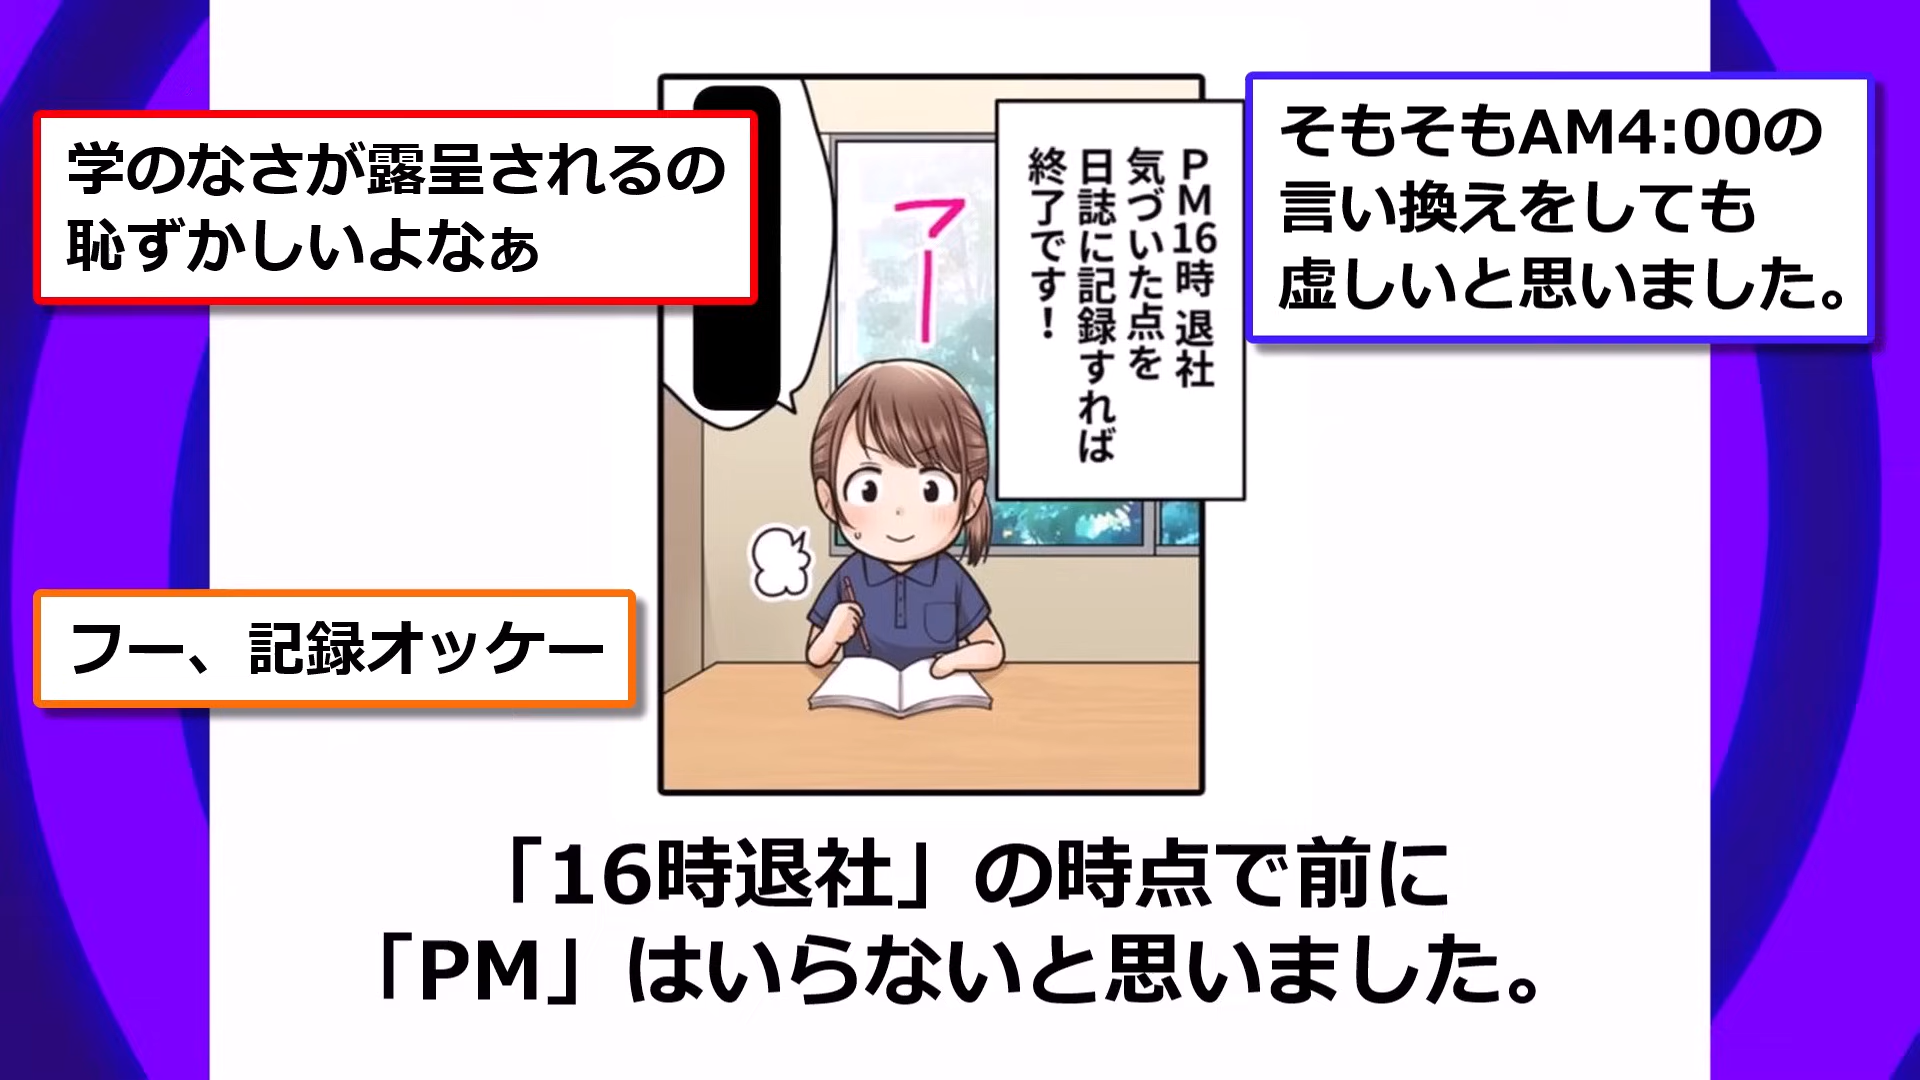 学のなさが露呈されるの
恥ずかしいよなぁ
そもそもAM4:00の
言い換えをしても
虚しいと思いました。
PM16時 退社
気づいた点を
日誌に記録すれば
終了です！
フー
フー、記録オッケー
「16時退社」の時点で前に
「PM」はいらないと思いました。